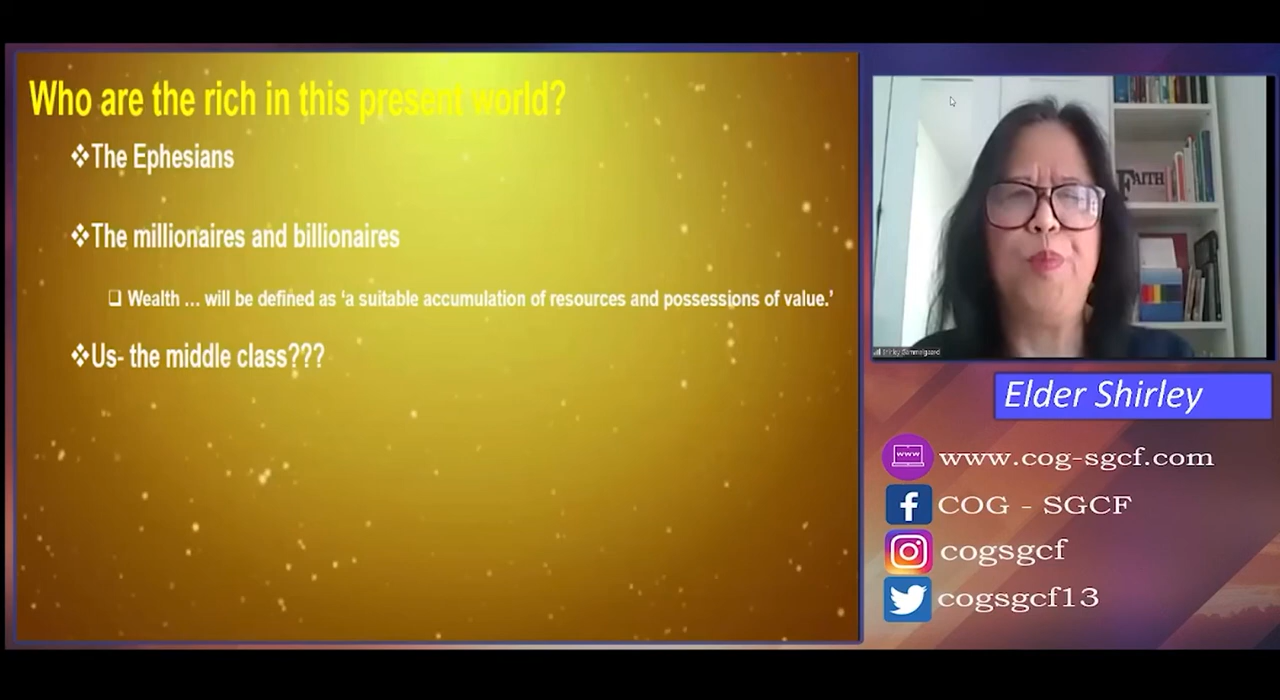 Who are the rich in this present world?
❖The Ephesians
❖The millionaires and billionaires
❑ Wealth ... will be defined as 'a suitable accumulation of resources and possessions of value.'
❖Us- the middle class???
FAITH
Elder Shirley
www
www.cog-sgcf.com
COG - SGCF
cogsgcf
cogsgcf13